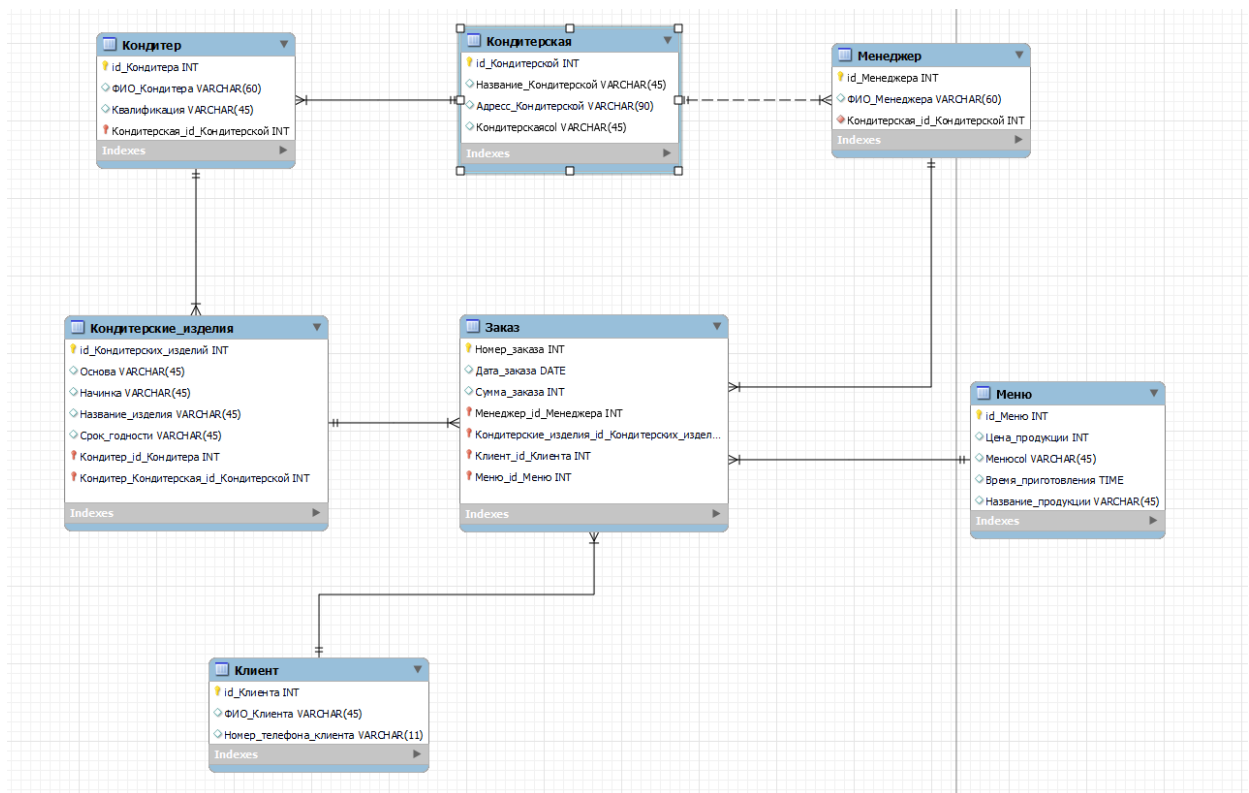 Кондитер
id_Кондитера INT
ФИО_Кондитера VARCHAR(60)
Квалификация VARCHAR(45)
Кондитерская_id_Кондитерской INT
Indexes
Кондитерская
id_Кондитерской INT
Название_Кондитерской VARCHAR(45)
Адресс_Кондитерской VARCHAR(90)
Кондитерскаяcol VARCHAR(45)
Indexes
Менеджер
id_Менеджера INT
ФИО_Менеджера VARCHAR(60)
Кондитерская_id_Кондитерской INT
Indexes
Кондитерские_изделия
id_Кондитерских_изделий INT
Основа VARCHAR(45)
Начинка VARCHAR(45)
Название_изделия VARCHAR(45)
Срок_годности VARCHAR(45)
Кондитер_id_Кондитера INT
Кондитер_Кондитерская_id_Кондитерской INT
Indexes
Заказ
Номер_заказа INT
Дата_заказа DATE
Сумма_заказа INT
Менеджер_id_Менеджера INT
Кондитерские_изделия_id_Кондитерских_издел...
Клиент_id_Клиента INT
Меню_id_Меню INT
Indexes
Меню
id_Меню INT
Цена_продукции INT
Менюcol VARCHAR(45)
Время_приготовления TIME
Название_продукции VARCHAR(45)
Indexes
Клиент
id_Клиента INT
ФИО_Клиента VARCHAR(45)
Номер_телефона_клиента VARCHAR(11)
Indexes